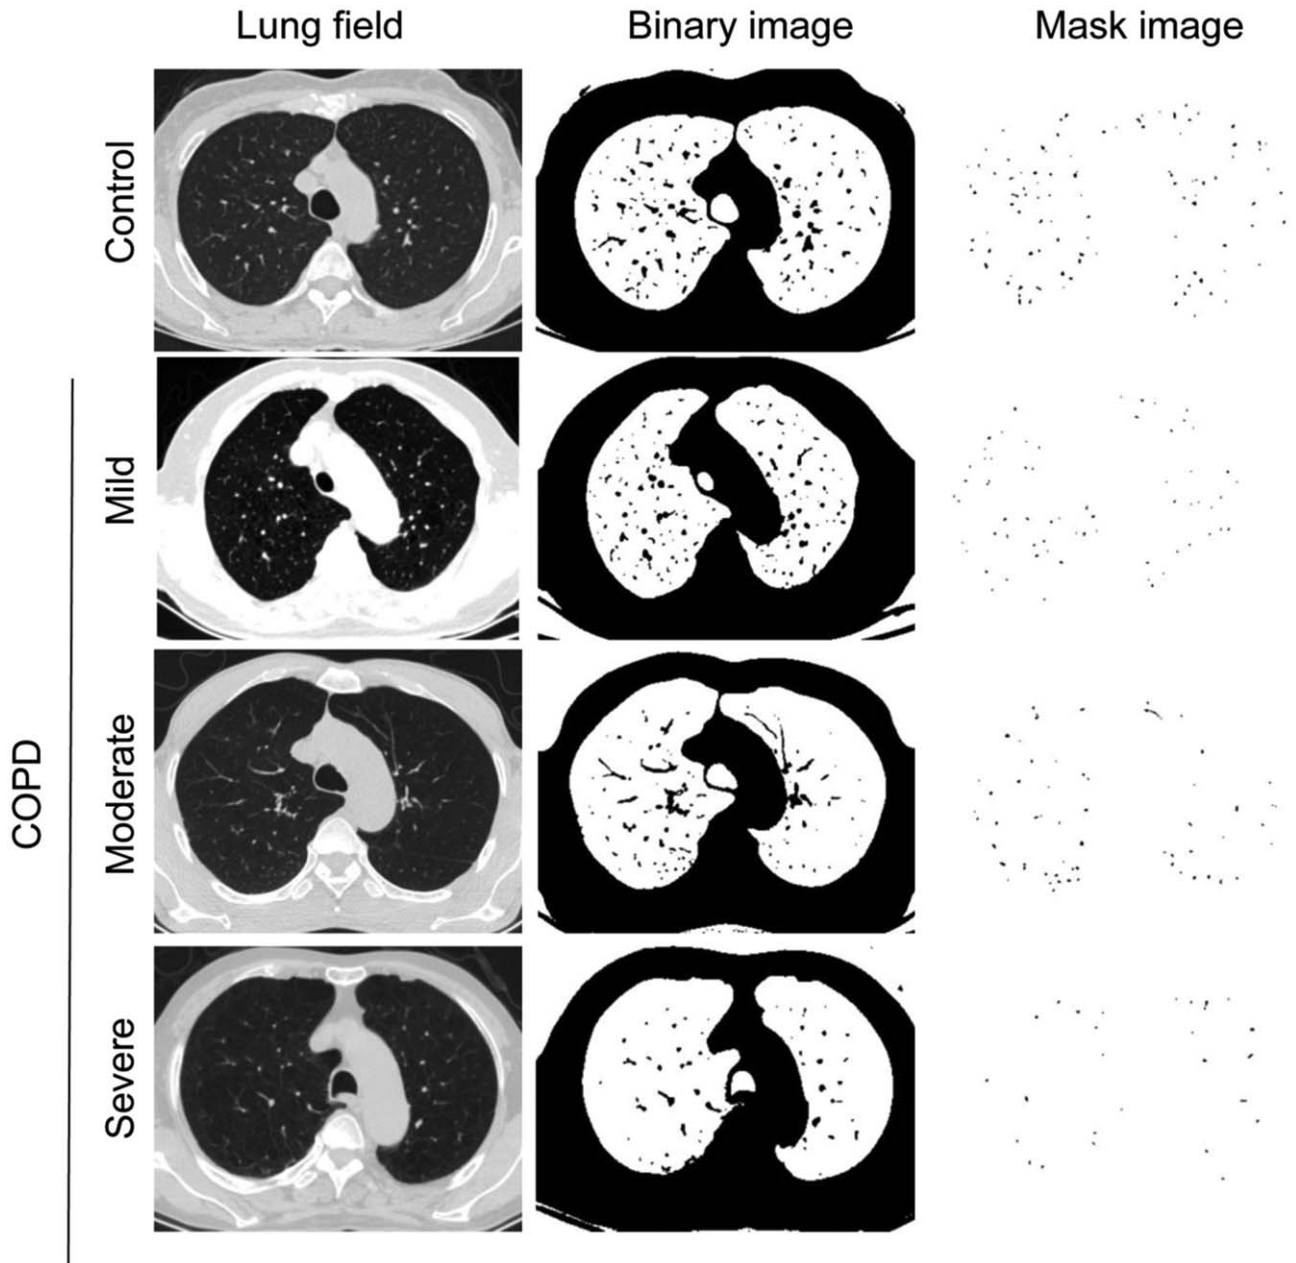 Lung field
Binary image
Mask image
Control
COPD
Mild
Moderate
Severe